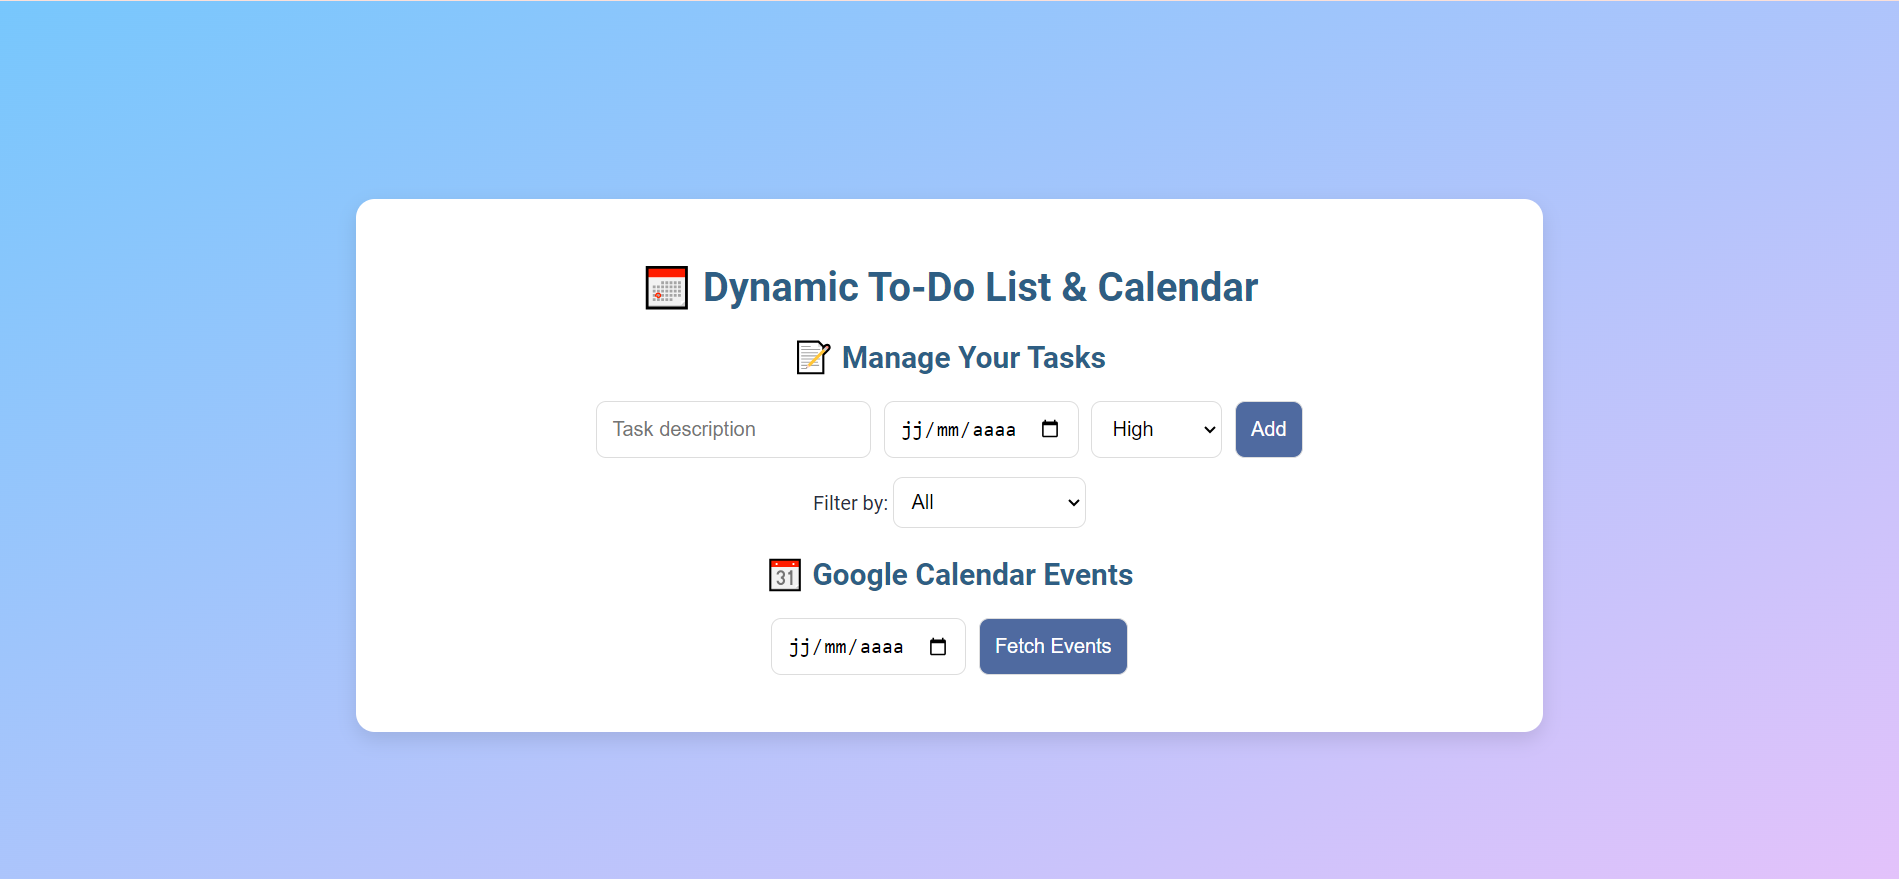 Dynamic To-Do List & Calendar
Manage Your Tasks
Task description jj/mm/aaaa High Add
Filter by: All
31 Google Calendar Events
jj/mm/aaaa Fetch Events